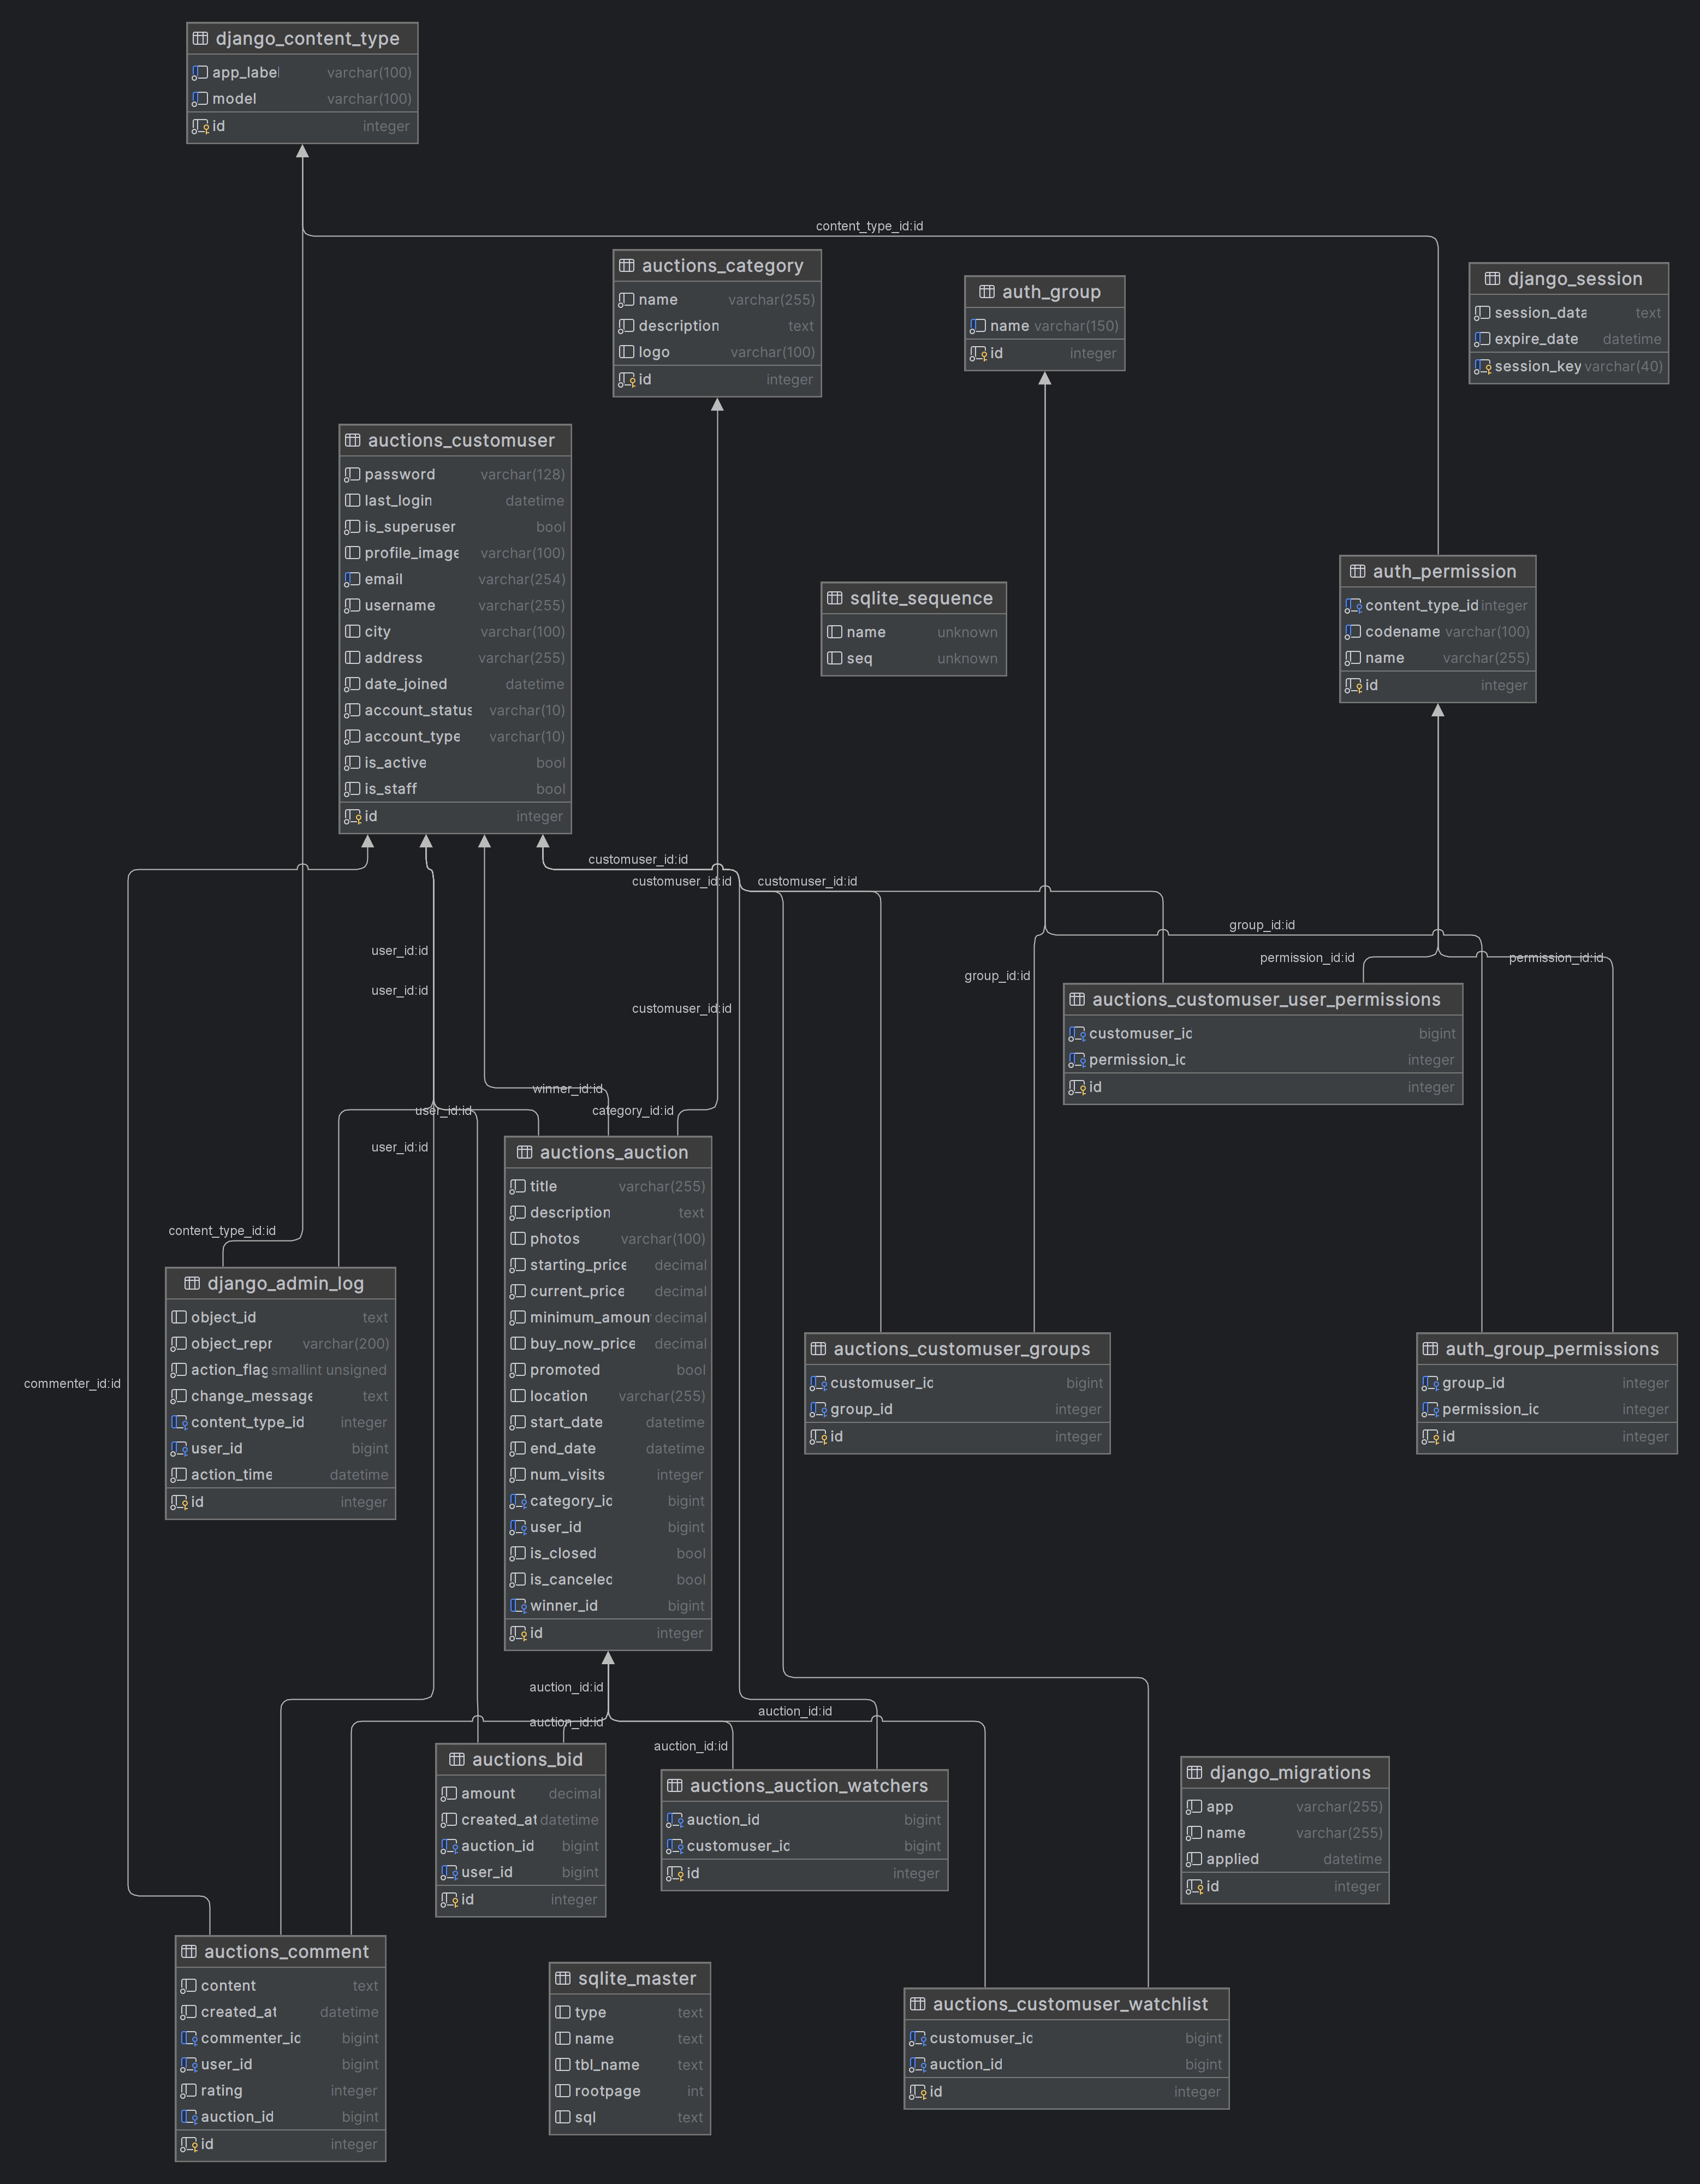 django_content_type
app_label varchar(100)
model varchar(100)
id integer
content_type_id:id
auctions_category
name varchar(255)
description text
logo varchar(100)
id integer
auth_group
name varchar(150)
id integer
django_session
session_data text
expire_date datetime
session_key varchar(40)
auctions_customuser
password varchar(128)
last_login datetime
is_superuser bool
profile_image varchar(100)
email varchar(254)
username varchar(255)
city varchar(100)
address varchar(255)
date_joined datetime
account_status varchar(10)
account_type varchar(10)
is_active bool
is_staff bool
id integer
sqlite_sequence
name unknown
seq unknown
auth_permission
content_type_id integer
codename varchar(100)
name varchar(255)
id integer
customuser_id:id
customuser_id:id
customuser_id:id
user_id:id
user_id:id
customuser_id:id
group_id:id
group_id:id
permission_id:id
permission_id:id
auctions_customuser_user_permissions
customuser_id bigint
permission_id integer
id integer
winner_id:id
user_id:id
category_id:id
user_id:id
content_type_id:id
commenter_id:id
django_admin_log
object_id text
object_repr varchar(200)
action_flag smallint unsigned
change_message text
content_type_id integer
user_id bigint
action_time datetime
id integer
auctions_auction
title varchar(255)
description text
photos varchar(100)
starting_price decimal
current_price decimal
minimum_amoun decimal
buy_now_price decimal
promoted bool
location varchar(255)
start_date datetime
end_date datetime
num_visits integer
category_id bigint
user_id bigint
is_closed bool
is_canceled bool
winner_id bigint
id integer
auctions_customuser_groups
customuser_id bigint
group_id integer
id integer
auth_group_permissions
group_id integer
permission_id integer
id integer
auction_id:id
auction_id:id
auction_id:id
auction_id:id
auctions_bid
amount decimal
created_at datetime
auction_id bigint
user_id bigint
id integer
auctions_auction_watchers
auction_id bigint
customuser_id bigint
id integer
django_migrations
app varchar(255)
name varchar(255)
applied datetime
id integer
auctions_comment
content text
created_at datetime
commenter_id bigint
user_id bigint
rating integer
auction_id bigint
id integer
sqlite_master
type text
name text
tbl_name text
rootpage int
sql text
auctions_customuser_watchlist
customuser_id bigint
auction_id bigint
id integer